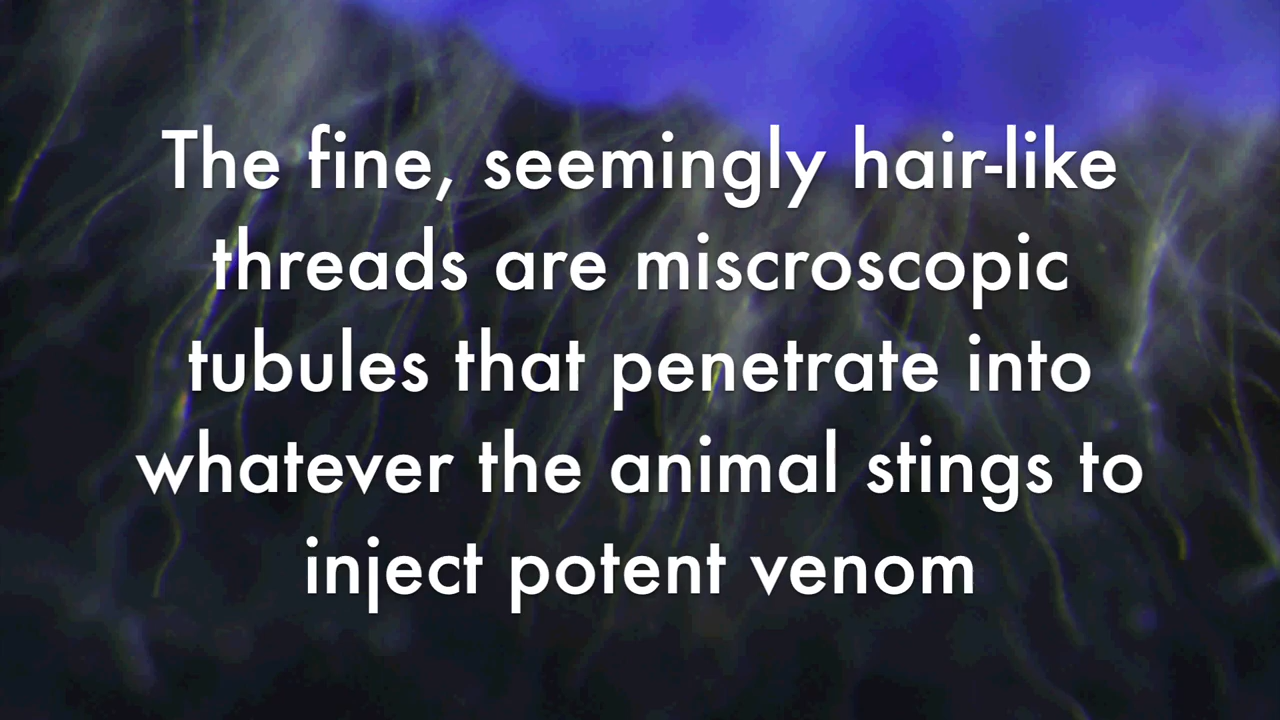 The fine, seemingly hair-like
threads are miscroscopic
tubules that penetrate into
whatever the animal stings to
inject potent venom